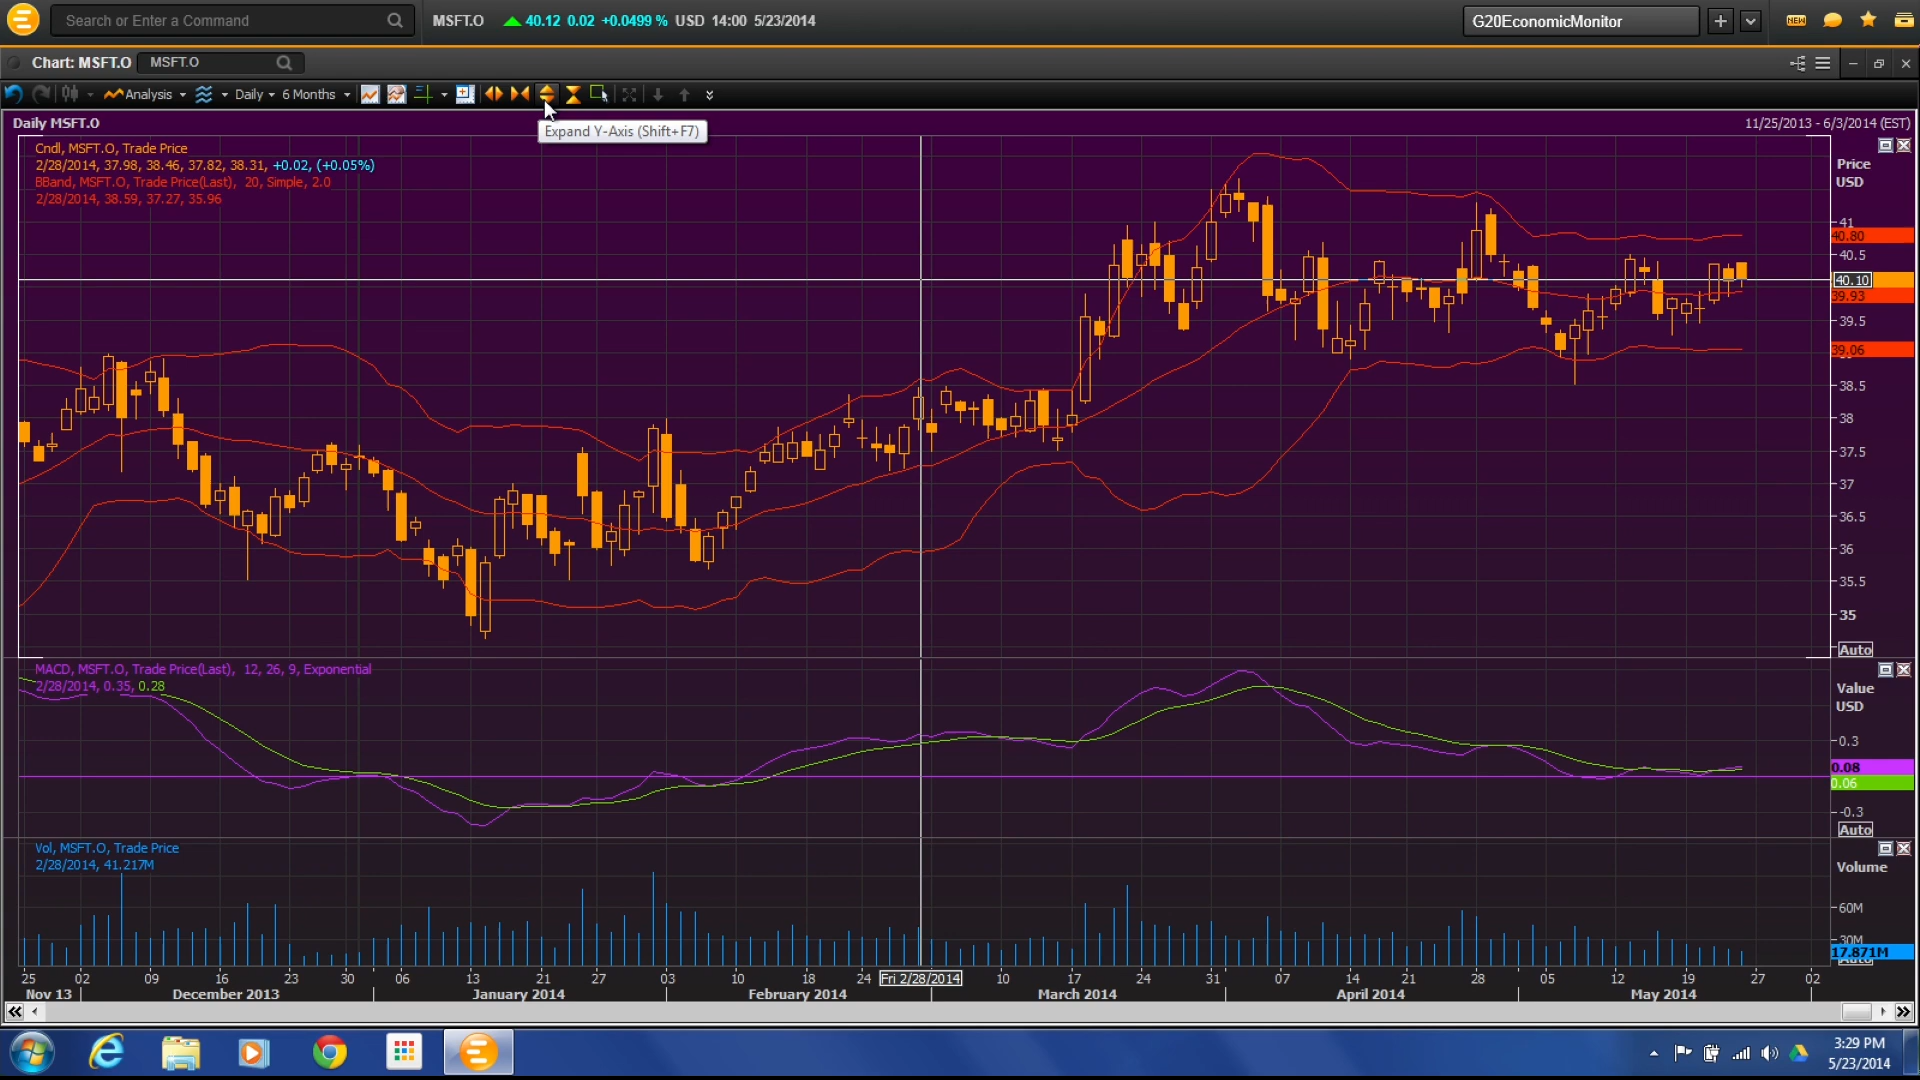 Search or Enter a Command
MSFT.O 40.12 0.02 +0.0499 % USD 14:00 5/23/2014
G20EconomicMonitor
NEW
Chart: MSFT.O MSFT.O
Analysis Daily 6 Months
Expand Y-Axis (Shift+F7)
Daily MSFT.O
11/25/2013 - 6/3/2014 (EST)
Cndl, MSFT.O, Trade Price
2/28/2014, 37.98, 38.46, 37.82, 38.31, +0.02, (+0.05%)
BBand, MSFT.O, Trade Price(Last), 20, Simple, 2.0
2/28/2014, 38.59, 37.27, 35.96
Price
USD
41
40.80
40.5
40.10
39.93
39.5
39.06
38.5
38
37.5
37
36.5
36
35.5
35
Auto
MACD, MSFT.O, Trade Price(Last), 12, 26, 9, Exponential
2/28/2014, 0.35, 0.28
Value
USD
0.3
0.08
0.06
-0.3
Auto
Vol, MSFT.O, Trade Price
2/28/2014, 41.217M
Volume
60M
30M
17.871M
Auto
25 02 09 16 23 30 06 13 21 27 03 10 18 24 Fri 2/28/2014 10 17 24 31 07 14 21 28 05 12 19 27 02
Nov 13 December 2013 January 2014 February 2014 March 2014 April 2014 May 2014
3:29 PM
5/23/2014